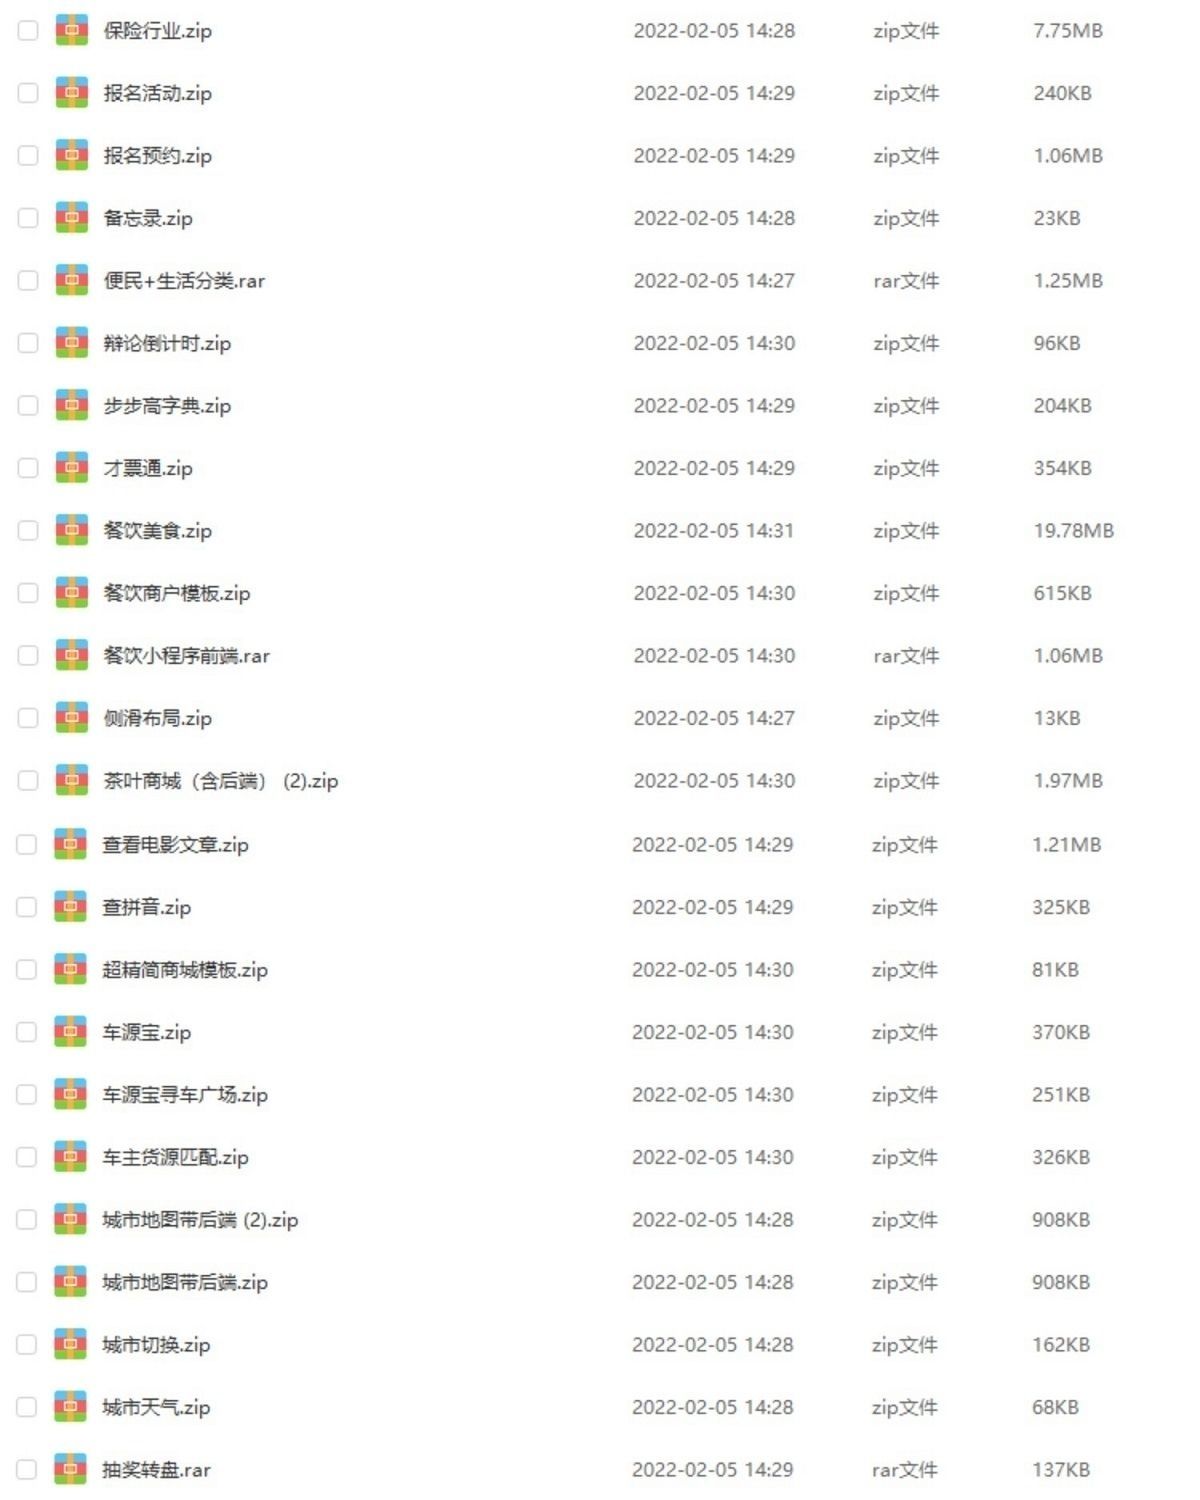 保险行业.zip 2022-02-05 14:28 zip文件 7.75MB
报名活动.zip 2022-02-05 14:29 zip文件 240KB
报名预约.zip 2022-02-05 14:29 zip文件 1.06MB
备忘录.zip 2022-02-05 14:28 zip文件 23KB
便民+生活分类.rar 2022-02-05 14:27 rar文件 1.25MB
辩论倒计时.zip 2022-02-05 14:30 zip文件 96KB
步步高字典.zip 2022-02-05 14:29 zip文件 204KB
才票通.zip 2022-02-05 14:29 zip文件 354KB
餐饮美食.zip 2022-02-05 14:31 zip文件 19.78MB
餐饮商户模板.zip 2022-02-05 14:30 zip文件 615KB
餐饮小程序前端.rar 2022-02-05 14:30 rar文件 1.06MB
侧滑布局.zip 2022-02-05 14:27 zip文件 13KB
茶叶商城（含后端） (2).zip 2022-02-05 14:30 zip文件 1.97MB
查看电影文章.zip 2022-02-05 14:29 zip文件 1.21MB
查拼音.zip 2022-02-05 14:29 zip文件 325KB
超精简商城模板.zip 2022-02-05 14:30 zip文件 81KB
车源宝.zip 2022-02-05 14:30 zip文件 370KB
车源宝寻车广场.zip 2022-02-05 14:30 zip文件 251KB
车主货源匹配.zip 2022-02-05 14:30 zip文件 326KB
城市地图带后端 (2).zip 2022-02-05 14:28 zip文件 908KB
城市地图带后端.zip 2022-02-05 14:28 zip文件 908KB
城市切换.zip 2022-02-05 14:28 zip文件 162KB
城市天气.zip 2022-02-05 14:28 zip文件 68KB
抽奖转盘.rar 2022-02-05 14:29 rar文件 137KB